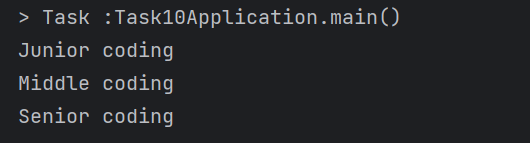 > Task :Task10Application.main()
Junior coding
Middle coding
Senior coding